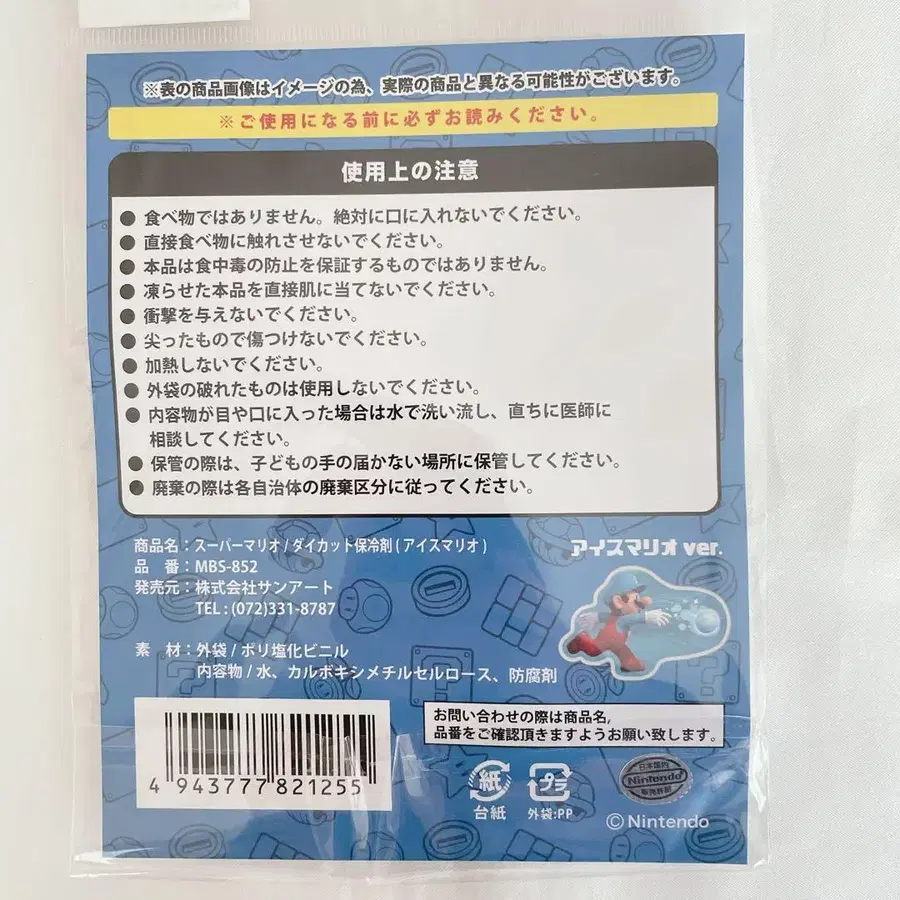 ※表の商品画像はイメージの為、実際の商品と異なる可能性がございます。
※ご使用になる前に必ずお読みください。
使用上の注意
● 食べ物ではありません。絶対に口に入れないでください。
● 直接食べ物に触れさせないでください。
● 本品は食中毒の防止を保証するものではありません。
● 凍らせた本品を直接肌に当てないでください。
● 衝撃を与えないでください。
● 尖ったもので傷つけないでください。
● 加熱しないでください。
● 外袋の破れたものは使用しないでください。
● 内容物が目や口に入った場合は水で洗い流し、直ちに医師に
相談してください。
● 保管の際は、子どもの手の届かない場所に保管してください。
● 廃棄の際は各自治体の廃棄区分に従ってください。
商品名：スーパーマリオ/ダイカット保冷剤(アイスマリオ)
品 番：MBS-852
発売元：株式会社サンアート
TEL：(072)331-8787
アイスマリオ ver.
素 材：外袋/ポリ塩化ビニル
内容物/水、カルボキシメチルセルロース、防腐剤
お問い合わせの際は商品名,
品番をご確認頂きますようお願い致します。
4 943777 821255
紙
台紙
プラ
外袋:PP
日本国内
Nintendo
販売許諾
©Nintendo